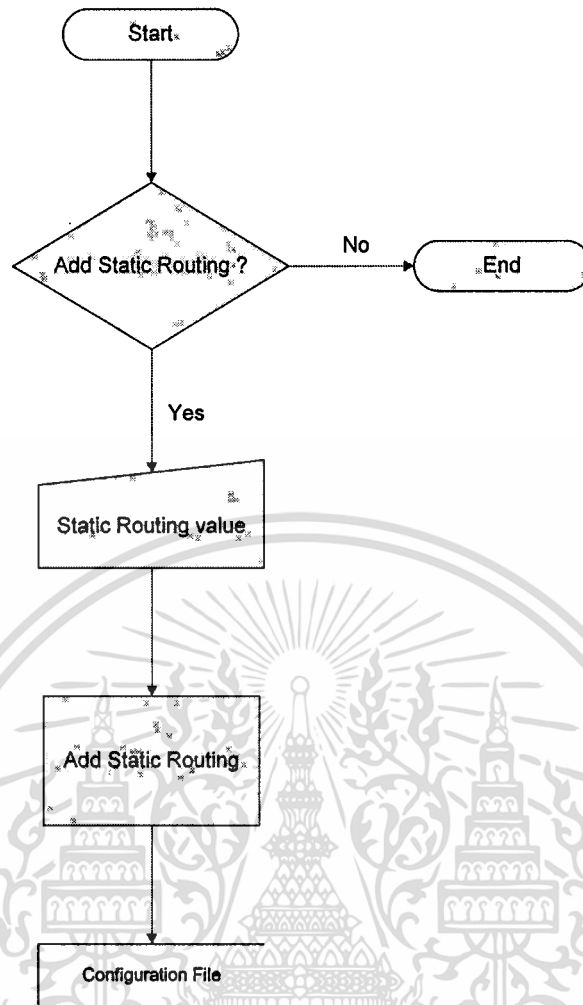 Start
Add Static Routing ?
No
End
Yes
Static Routing value
Add Static Routing
Configuration File